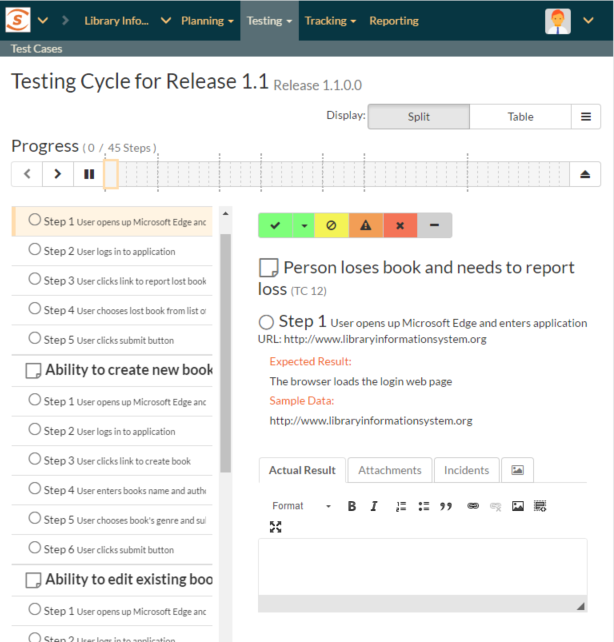 Library Info...
Planning
Testing
Tracking
Reporting
Test Cases
Testing Cycle for Release 1.1 Release 1.1.0.0
Display: Split Table
Progress ( 0 / 45 Steps )
Step 1 User opens up Microsoft Edge and
Step 2 User logs in to application
Step 3 User clicks link to report lost book
Step 4 User chooses lost book from list of
Step 5 User clicks submit button
Ability to create new book
Step 1 User opens up Microsoft Edge and
Step 2 User logs in to application
Step 3 User clicks link to create book
Step 4 User enters books name and autho
Step 5 User chooses book's genre and su
Step 6 User clicks submit button
Ability to edit existing boo
Step 1 User opens up Microsoft Edge and
Step 2 User logs in to application
Person loses book and needs to report
loss (TC 12)
Step 1 User opens up Microsoft Edge and enters application
URL: http://www.libraryinformationsystem.org
Expected Result:
The browser loads the login web page
Sample Data:
http://www.libraryinformationsystem.org
Actual Result Attachments Incidents
Format B I